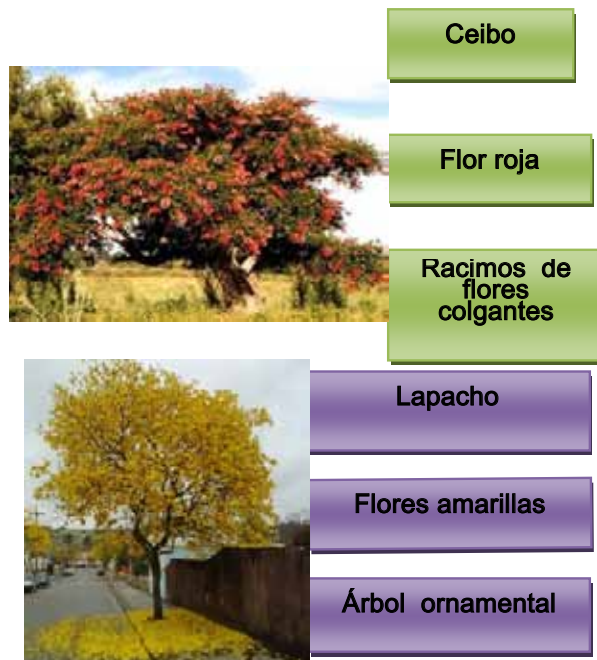 Ceibo
Flor roja
Racimos de
flores
colgantes
Lapacho
Flores amarillas
Árbol ornamental